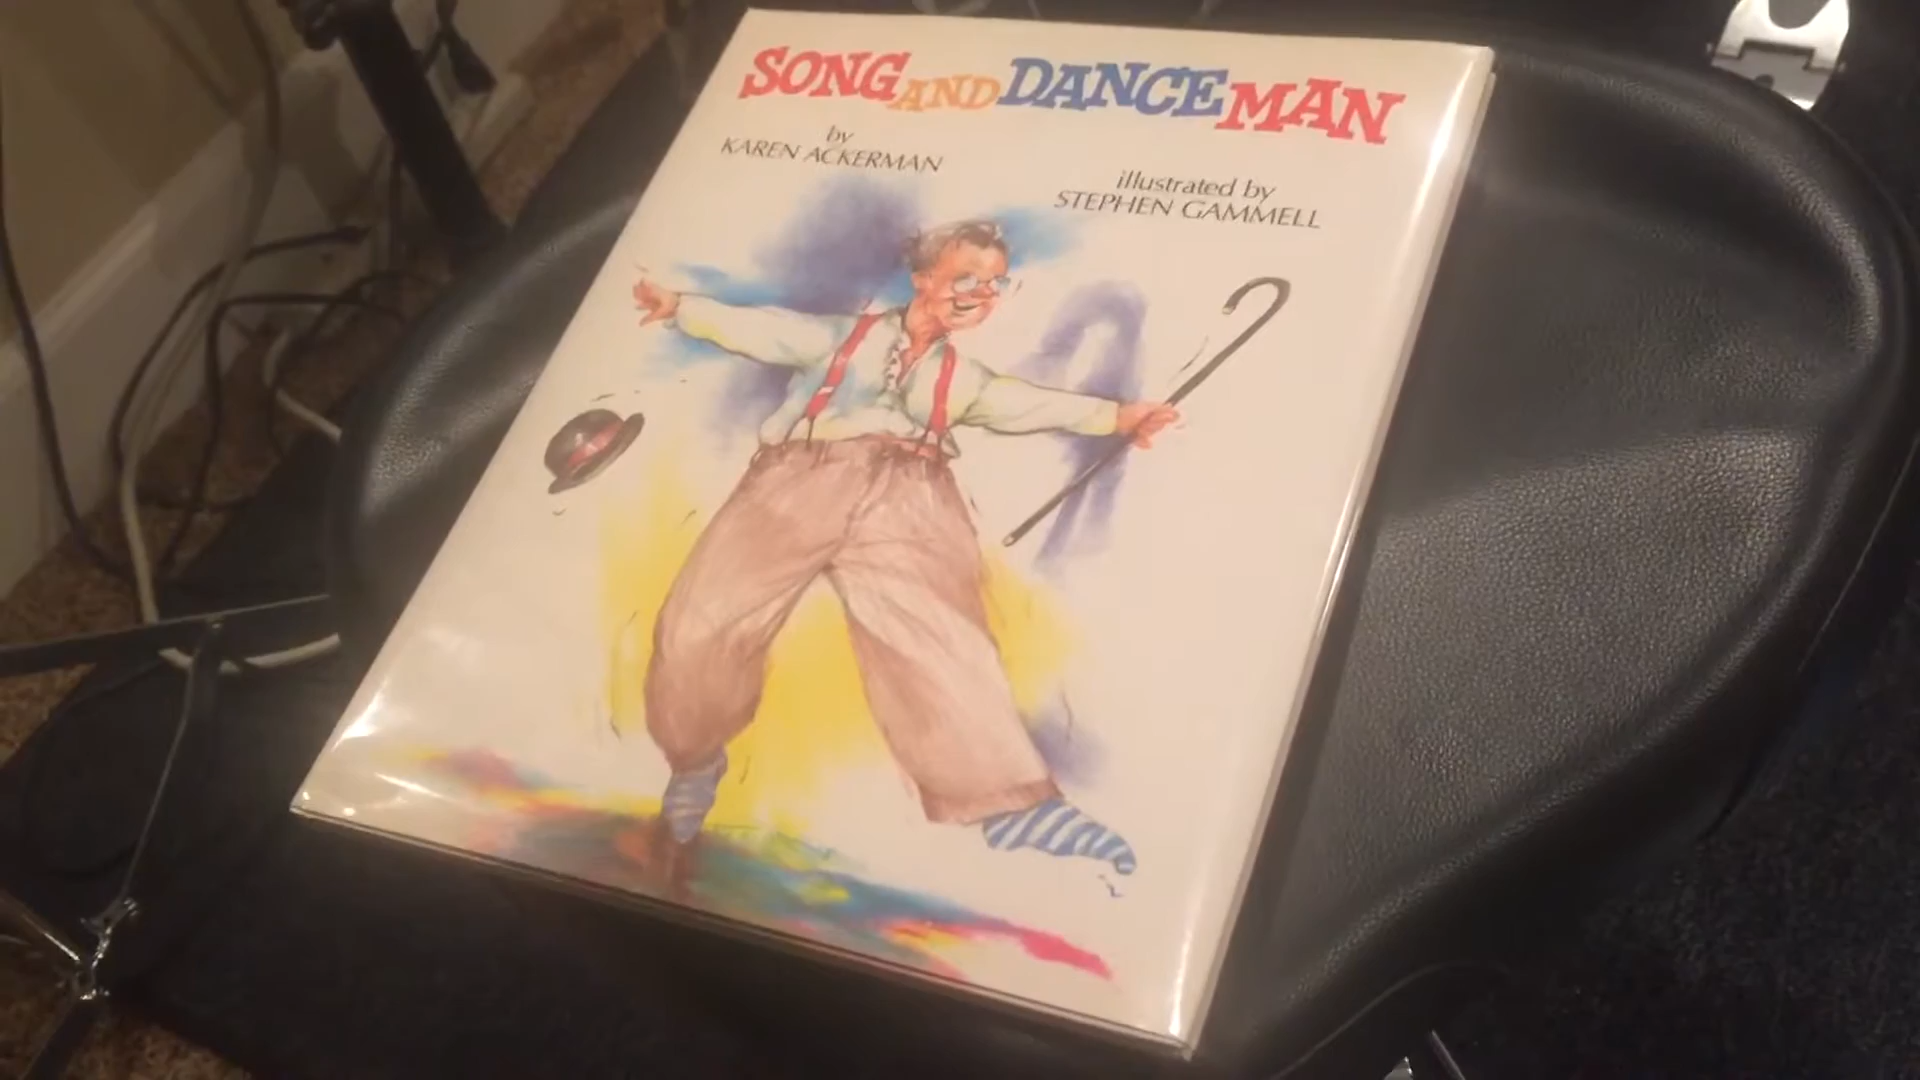 SONG AND DANCE MAN
by
KAREN ACKERMAN
illustrated by
STEPHEN GAMMELL